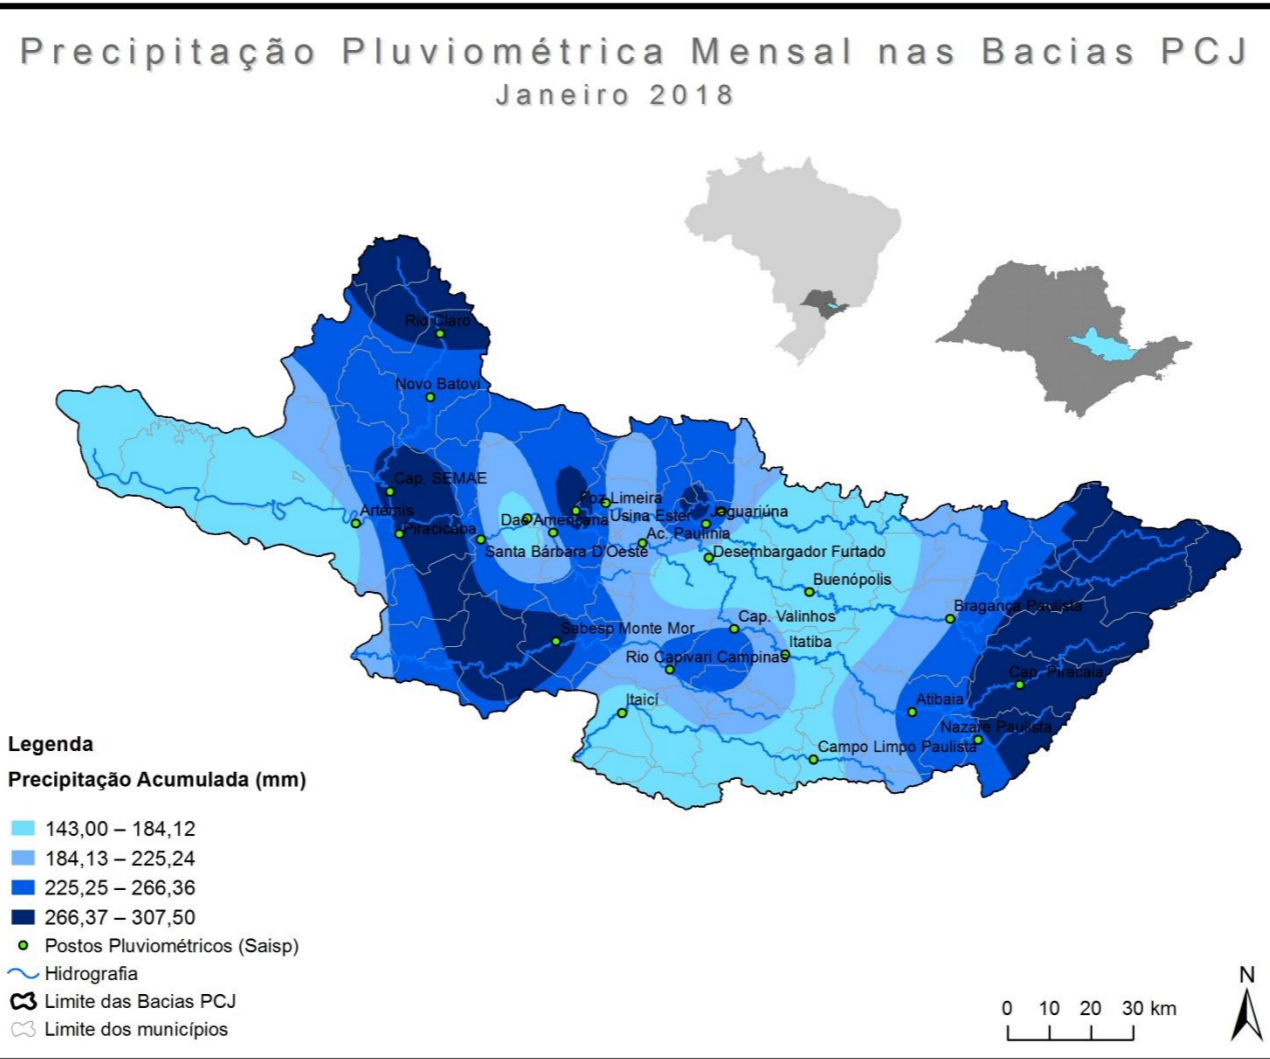 Precipitação Pluviométrica Mensal nas Bacias PCJ
Janeiro 2018
Rio Claro
Novo Batovi
Cap. SEMAE
Artemis
Piracicaba
Foz Limeira
Dae Americana
Usina Ester
Jaguariúna
Ac. Paulínia
Santa Bárbara D'Oeste
Desembargador Furtado
Buenópolis
Bragança Paulista
Cap. Valinhos
Sabesp Monte Mor
Itatiba
Rio Capivari Campinas
Cap. Piracaia
Itaicí
Atibaia
Nazaré Paulista
Campo Limpo Paulista
Legenda
Precipitação Acumulada (mm)
143,00 – 184,12
184,13 – 225,24
225,25 – 266,36
266,37 – 307,50
Postos Pluviométricos (Saisp)
Hidrografia
Limite das Bacias PCJ
Limite dos municípios
N
0 10 20 30 km